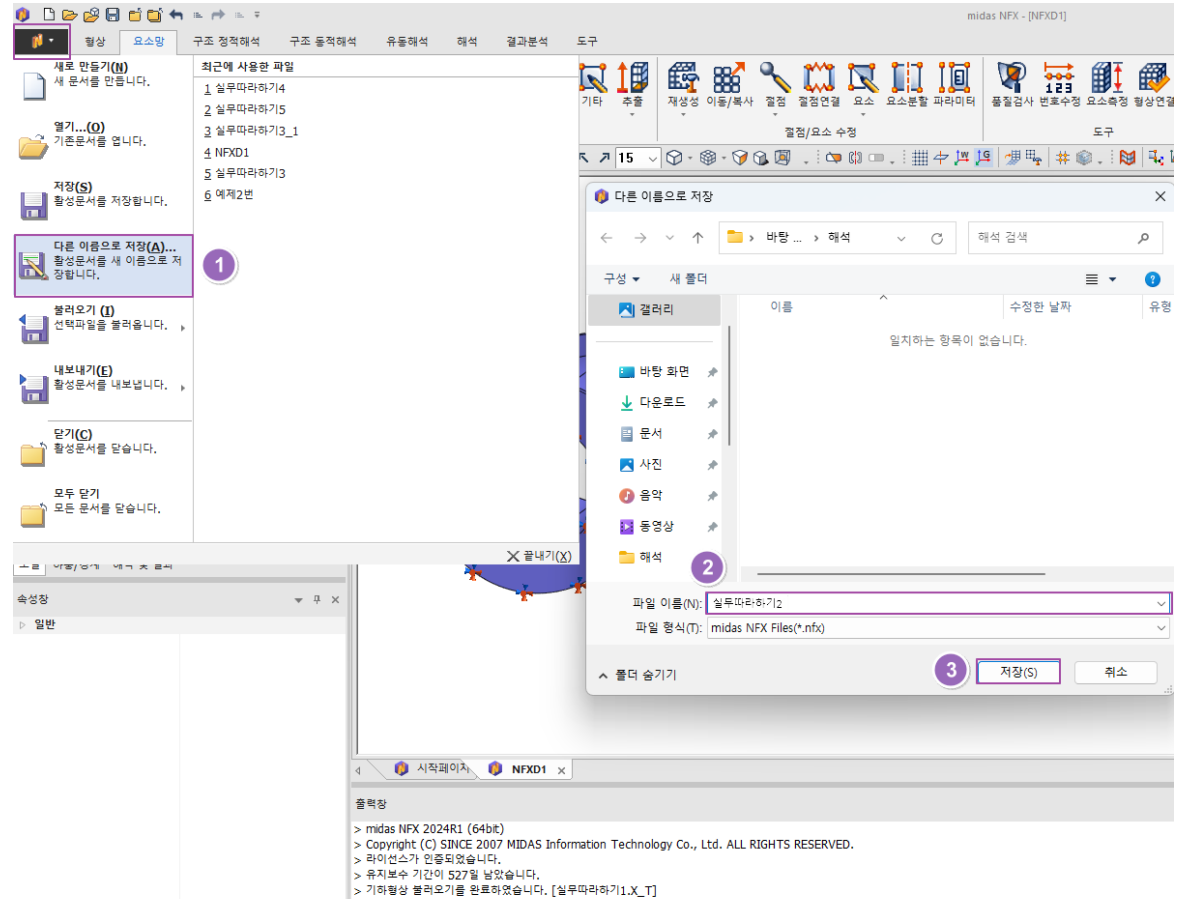 midas NFX - [NFXD1]
형상 요소망 구조 정적해석 구조 동적해석 유동해석 해석 결과분석 도구
새로 만들기(N)
새 문서를 만듭니다.
열기...(O)
기존문서를 엽니다.
저장(S)
활성문서를 저장합니다.
다른 이름으로 저장(A)...
활성문서를 새 이름으로 저
장합니다.
1
불러오기 (I)
선택파일을 불러옵니다.
내보내기(E)
활성문서를 내보냅니다.
닫기(C)
활성문서를 닫습니다.
모두 닫기
모든 문서를 닫습니다.
최근에 사용한 파일
1 실무따라하기4
2 실무따라하기5
3 실무따라하기3_1
4 NFXD1
5 실무따라하기3
6 예제2번
끝내기(X)
기타 추출 재생성 이동/복사 절점 절점연결 요소 요소분할 파라미터 품질검사 번호수정 요소측정 형상연결
절점/요소 수정 도구
15
다른 이름으로 저장
바탕 ... › 해석
해석 검색
구성 새 폴더
갤러리
이름 수정한 날짜 유형
일치하는 항목이 없습니다.
바탕 화면
다운로드
문서
사진
음악
동영상
해석
2
파일 이름(N): 실무따라하기2
파일 형식(T): midas NFX Files(*.nfx)
폴더 숨기기
3
저장(S)
취소
속성창
일반
시작페이지 NFXD1
출력창
> midas NFX 2024R1 (64bit)
> Copyright (C) SINCE 2007 MIDAS Information Technology Co., Ltd. ALL RIGHTS RESERVED.
> 라이선스가 인증되었습니다.
> 유지보수 기간이 527일 남았습니다.
> 기하형상 불러오기를 완료하였습니다. [실무따라하기1.X_T]